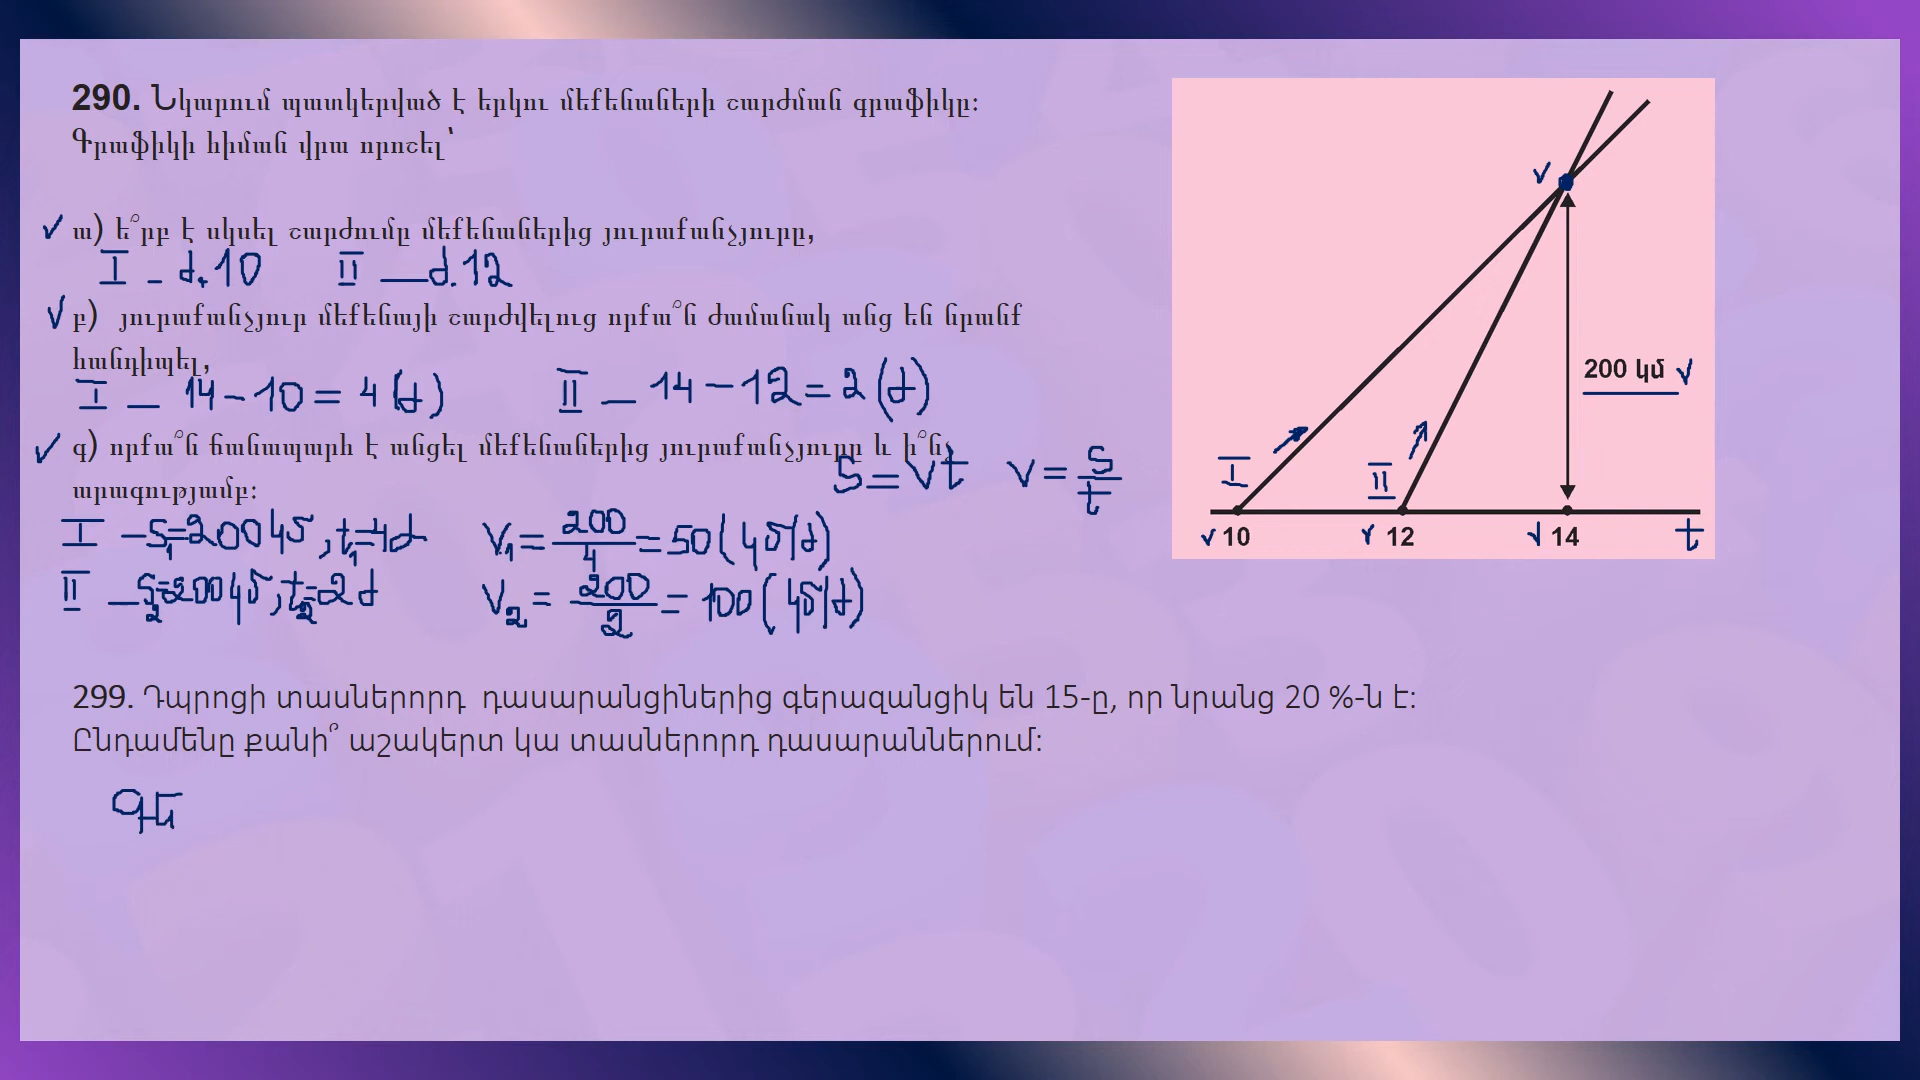 290. Նկարում պատկերված է երկու մեքենաների շարժման գրաֆիկը:
Գրաֆիկի հիման վրա որոշել՝
ա) ե՞րբ է սկսել շարժումը մեքենաներից յուրաքանչյուրը,
I – ժ.10 II – ժ.12
բ) յուրաքանչյուր մեքենայի շարժվելուց որքա՞ն ժամանակ անց են նրանք
հանդիպել,
I – 14-10=4(ժ) II – 14-12=2(ժ)
գ) որքա՞ն ճանապարհ է անցել մեքենաներից յուրաքանչյուրը և ի՞նչ
արագությամբ:
S=Vt V=S/t
I – S₁=200կմ, t₁=4ժ V₁=200/4=50(կմ/ժ)
II – S₂=200կմ, t₂=2ժ V₂=200/2=100(կմ/ժ)
200 կմ
I II
10 12 14 t
299. Դպրոցի տասներորդ դասարանցիներից գերազանցիկ են 15-ը, որ նրանց 20 %-ն է:
Ընդամենը քանի՞ աշակերտ կա տասներորդ դասարաններում: